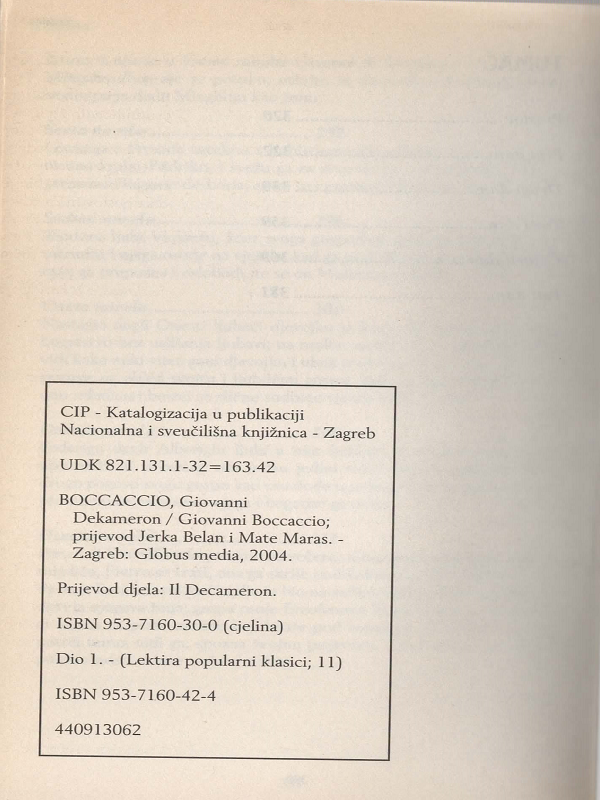 CIP - Katalogizacija u publikaciji
Nacionalna i sveučilišna knjižnica - Zagreb
UDK 821.131.1-32=163.42
BOCCACCIO, Giovanni
Dekameron / Giovanni Boccaccio;
prijevod Jerka Belan i Mate Maras. -
Zagreb: Globus media, 2004.
Prijevod djela: Il Decameron.
ISBN 953-7160-30-0 (cjelina)
Dio 1. - (Lektira popularni klasici; 11)
ISBN 953-7160-42-4
440913062